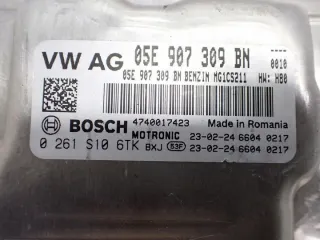 VW AG 05E 907 309 BN 0010
05E 907 309 BN BENZIN MG1CS211 HW: H80
BOSCH 4740017423 Made in Romania
MOTRONIC 23-02-24 6604 0217
0 261 S10 6TK BXJ 53F 23-02-24 6604 0217